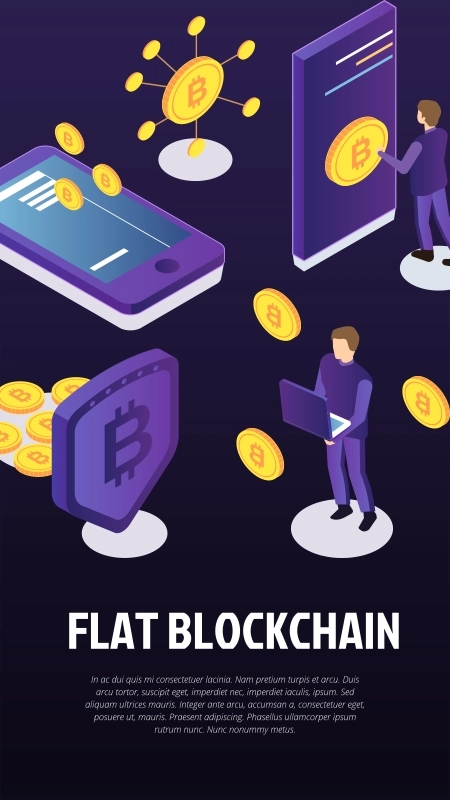 FLAT BLOCKCHAIN
In ac dui quis mi consectetuer lacinia. Nam pretium turpis et arcu. Duis
arcu tortor, suscipit eget, imperdiet nec, imperdiet iaculis, ipsum. Sed
aliquam ultrices mauris. Integer ante arcu, accumsan a, consectetuer eget,
posuere ut, mauris. Praesent adipiscing. Phasellus ullamcorper ipsum
rutrum nunc. Nunc nonummy metus.